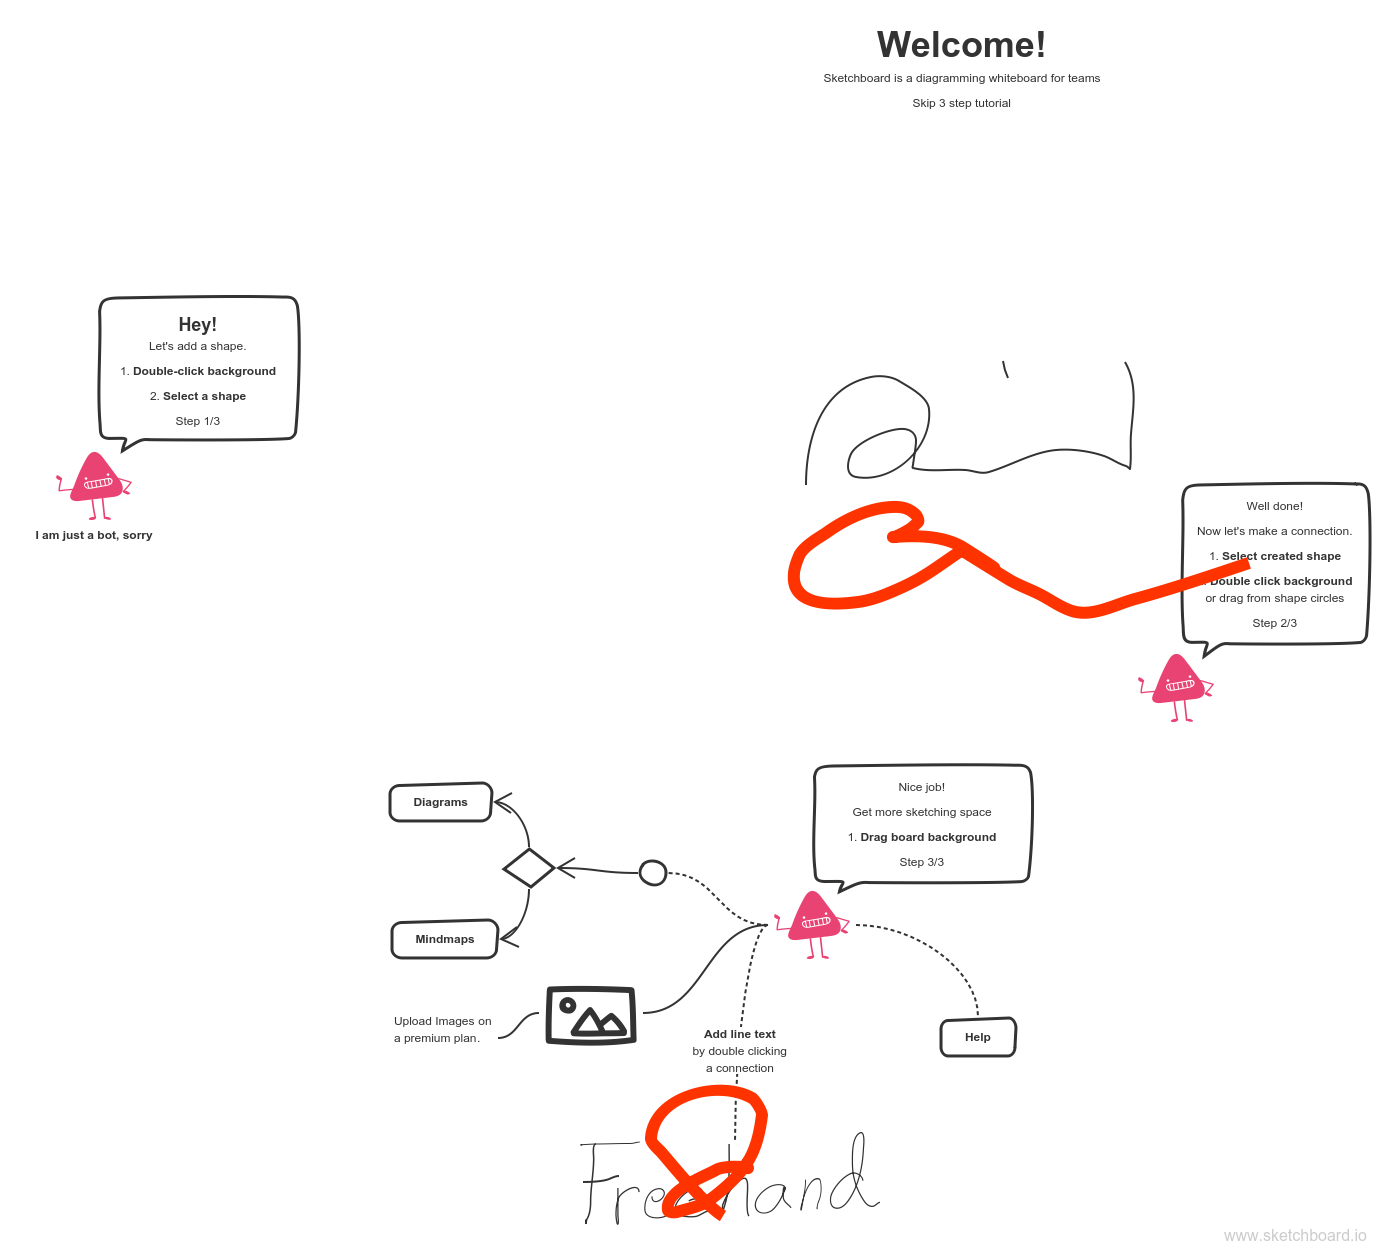 Welcome!
Sketchboard is a diagramming whiteboard for teams
Skip 3 step tutorial
Hey!
Let's add a shape.
1. Double-click background
2. Select a shape
Step 1/3
I am just a bot, sorry
Well done!
Now let's make a connection.
1. Select created shape
Double click background
or drag from shape circles
Step 2/3
Nice job!
Get more sketching space
1. Drag board background
Step 3/3
Diagrams
Mindmaps
Upload Images on
a premium plan.
Add line text
by double clicking
a connection
Help
Freehand
www.sketchboard.io